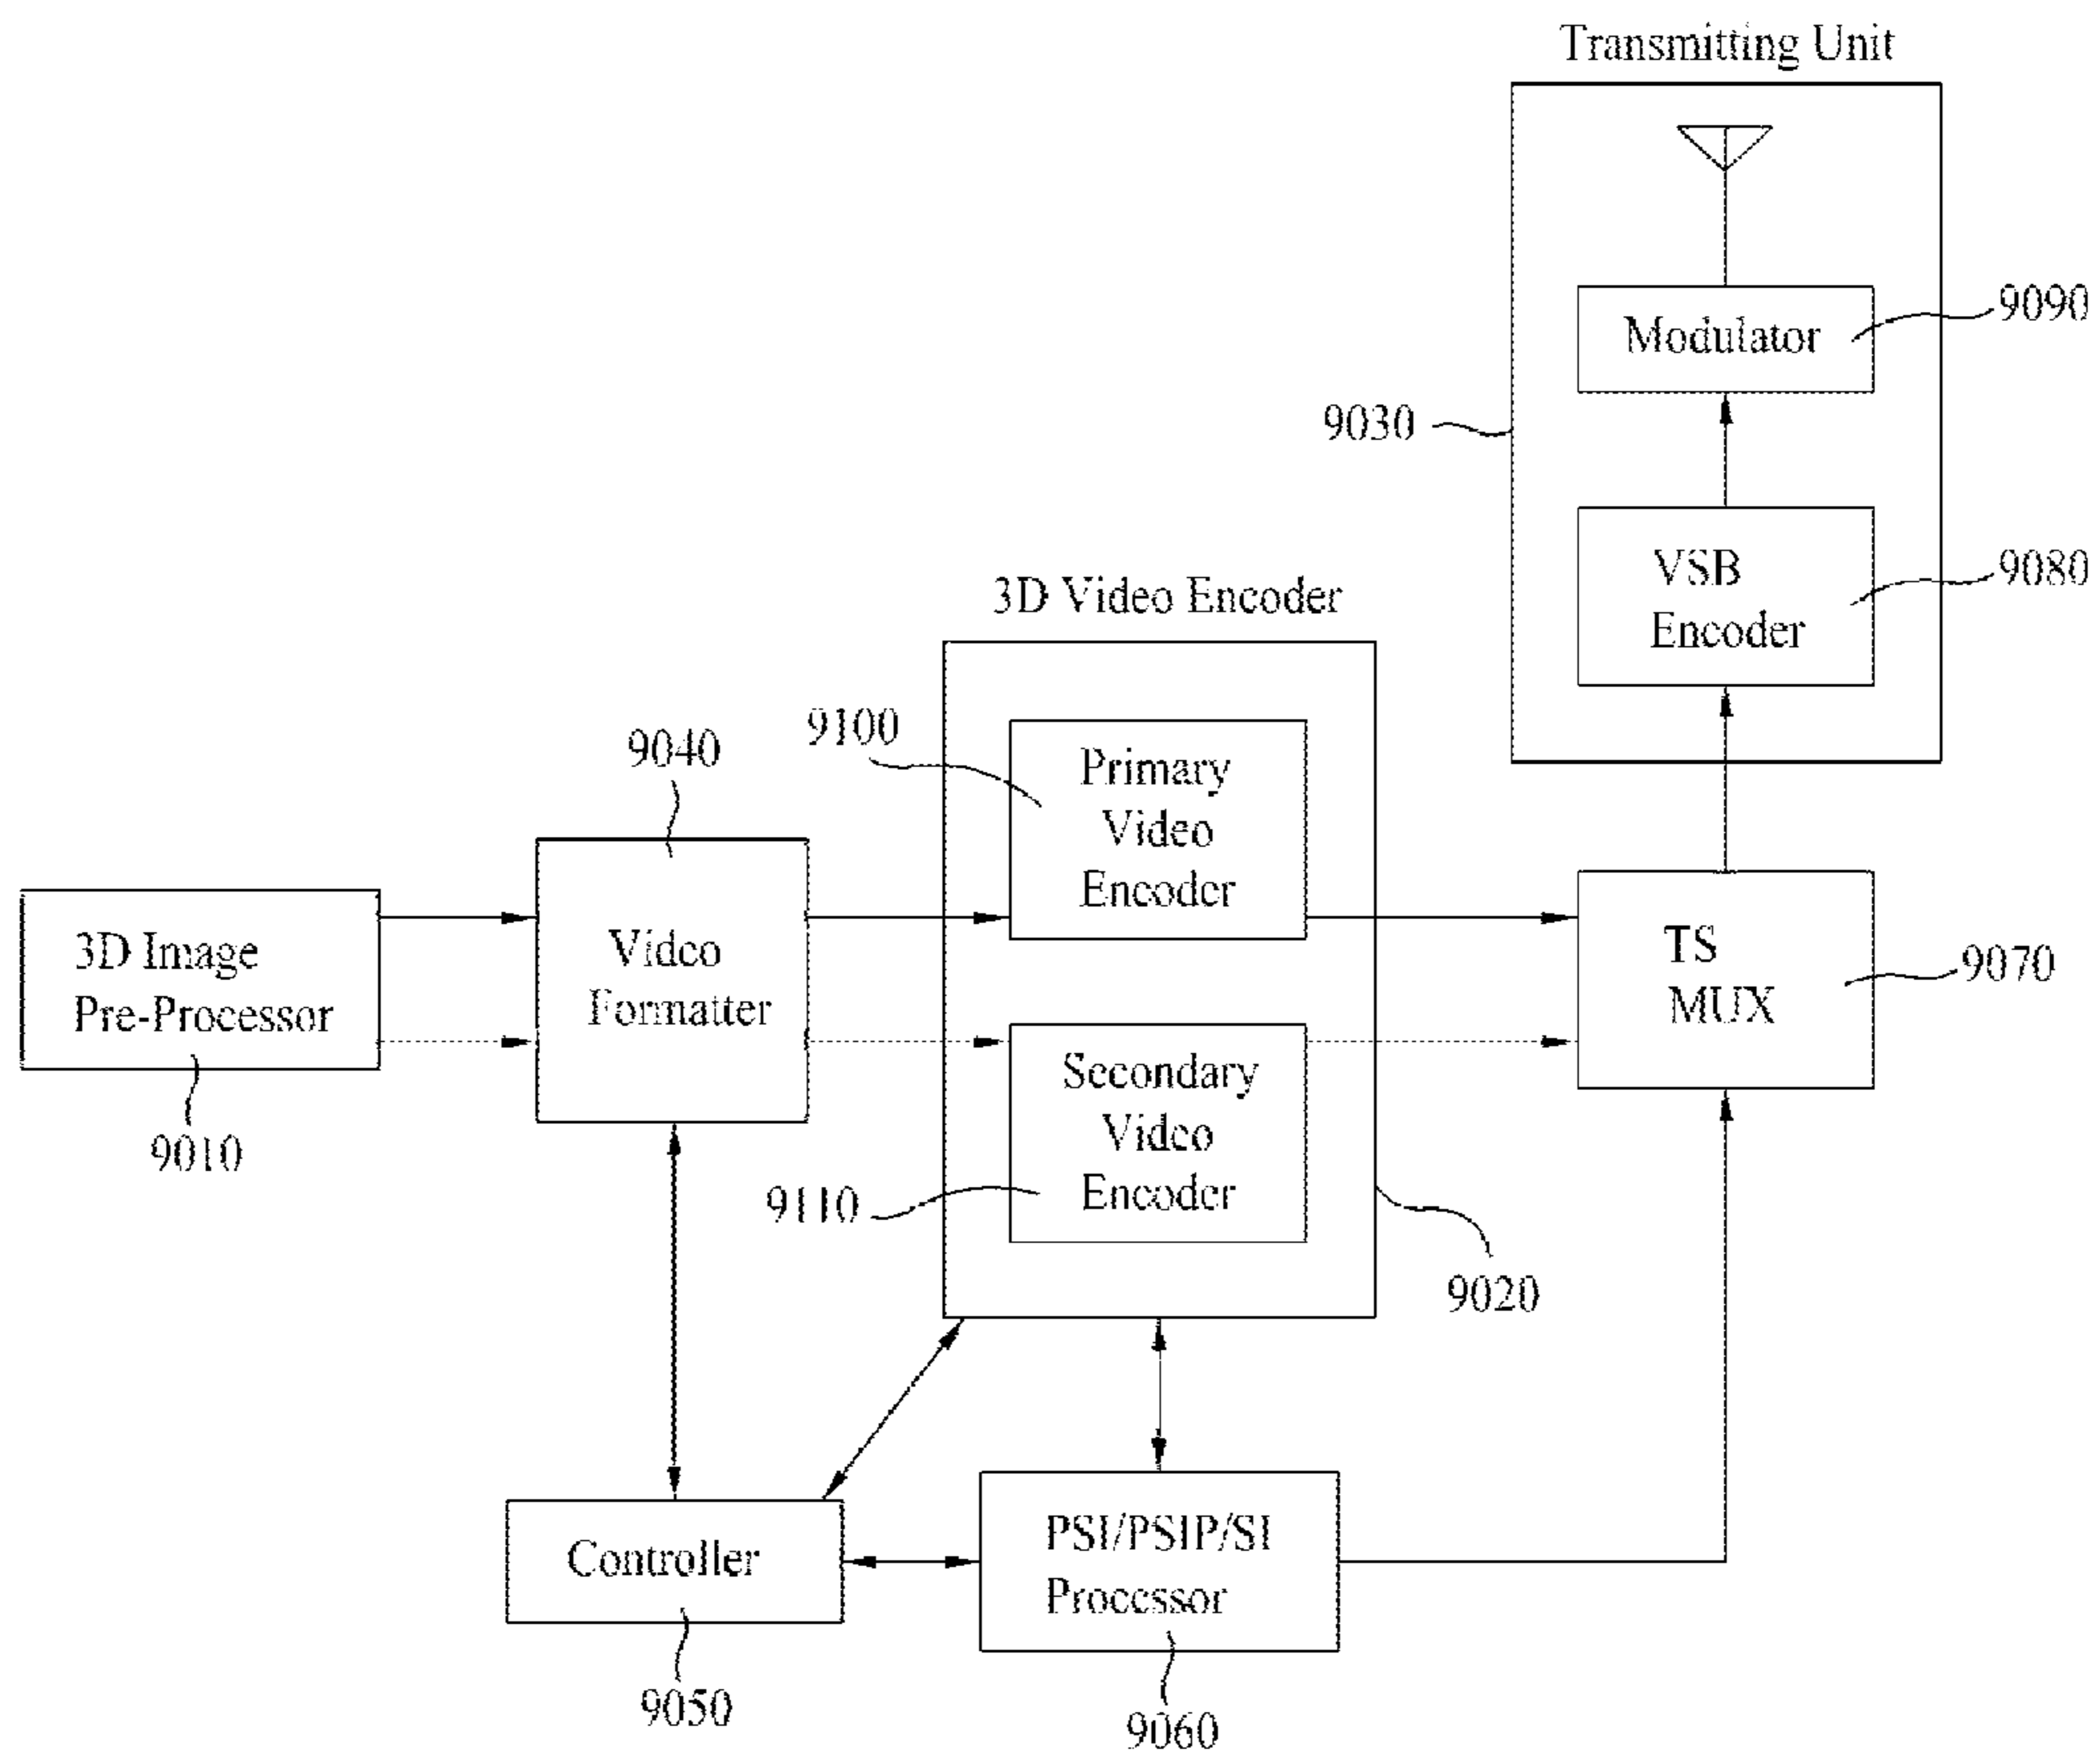 Transmitting Unit
Modulator
9090
9030
VSB
Encoder
9080
3D Video Encoder
9100
Primary
Video
Encoder
9040
3D Image
Pre-Processor
Video
Formatter
TS
MUX
9070
9010
Secondary
Video
Encoder
9110
9020
Controller
PSI/PSIP/SI
Processor
9050
9060